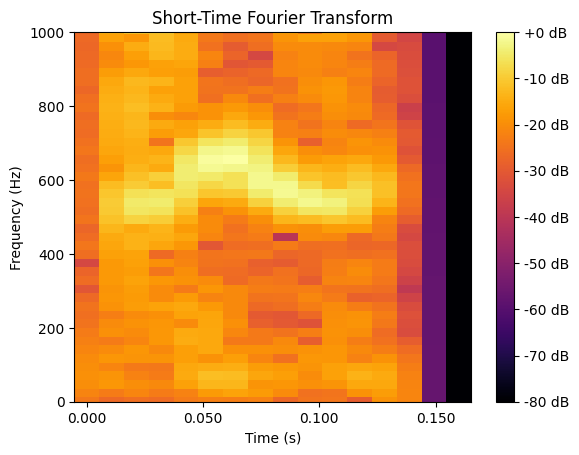 Short-Time Fourier Transform
Frequency (Hz)
1000
800
600
400
200
0
0.000
0.050
0.100
0.150
Time (s)
+0 dB
-10 dB
-20 dB
-30 dB
-40 dB
-50 dB
-60 dB
-70 dB
-80 dB